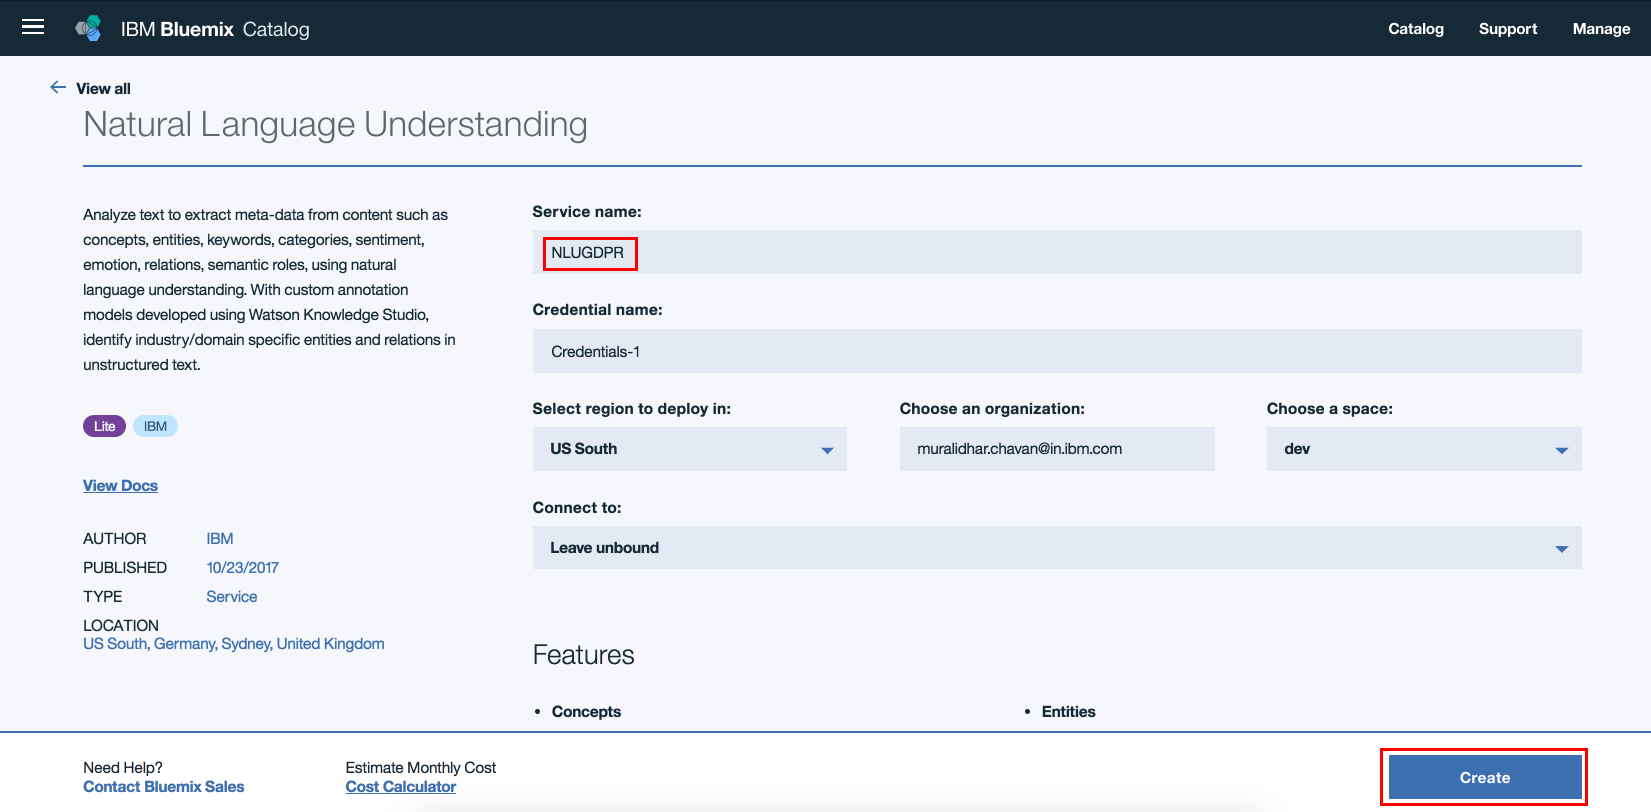 IBM Bluemix Catalog
Catalog Support Manage
View all
Natural Language Understanding
Analyze text to extract meta-data from content such as
concepts, entities, keywords, categories, sentiment,
emotion, relations, semantic roles, using natural
language understanding. With custom annotation
models developed using Watson Knowledge Studio,
identify industry/domain specific entities and relations in
unstructured text.
Lite IBM
View Docs
AUTHOR IBM
PUBLISHED 10/23/2017
TYPE Service
LOCATION
US South, Germany, Sydney, United Kingdom
Service name:
NLUGDPR
Credential name:
Credentials-1
Select region to deploy in: Choose an organization: Choose a space:
US South muralidhar.chavan@in.ibm.com dev
Connect to:
Leave unbound
Features
• Concepts • Entities
Need Help?
Contact Bluemix Sales
Estimate Monthly Cost
Cost Calculator
Create